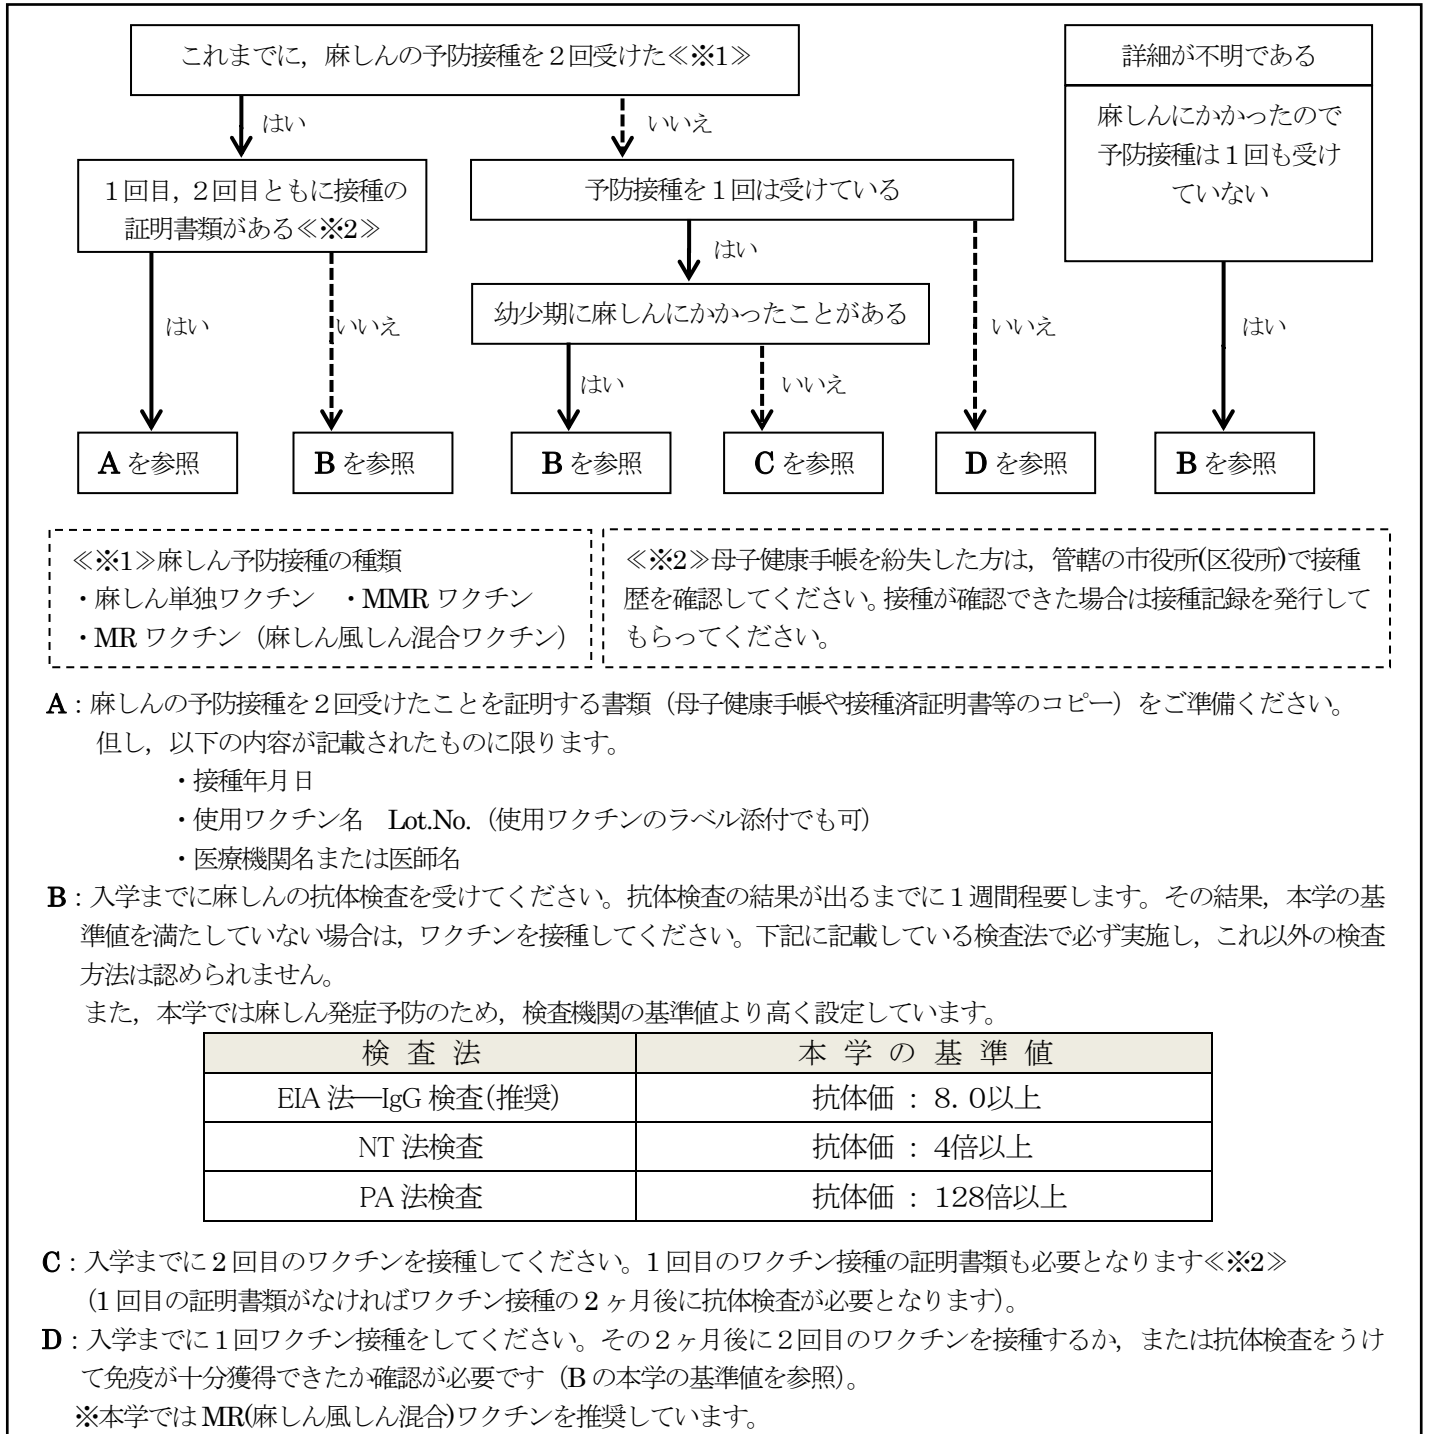 これまでに，麻しんの予防接種を２回受けた≪※1≫
詳細が不明である
麻しんにかかったので
予防接種は１回も受け
ていない
はい
いいえ
１回目，２回目ともに接種の
証明書類がある≪※2≫
予防接種を１回は受けている
はい
幼少期に麻しんにかかったことがある
はい
いいえ
いいえ
はい
はい
いいえ
A を参照
B を参照
B を参照
C を参照
D を参照
B を参照
≪※1≫麻しん予防接種の種類
・麻しん単独ワクチン　・MMR ワクチン
・MR ワクチン（麻しん風しん混合ワクチン）
≪※2≫母子健康手帳を紛失した方は，管轄の市役所(区役所)で接種
歴を確認してください。接種が確認できた場合は接種記録を発行して
もらってください。
A：麻しんの予防接種を２回受けたことを証明する書類（母子健康手帳や接種済証明書等のコピー）をご準備ください。
但し，以下の内容が記載されたものに限ります。
・接種年月日
・使用ワクチン名　Lot.No.（使用ワクチンのラベル添付でも可）
・医療機関名または医師名
B：入学までに麻しんの抗体検査を受けてください。抗体検査の結果が出るまでに１週間程要します。その結果，本学の基
準値を満たしていない場合は，ワクチンを接種してください。下記に記載している検査法で必ず実施し，これ以外の検査
方法は認められません。
また，本学では麻しん発症予防のため，検査機関の基準値より高く設定しています。
検 査 法　本 学 の 基 準 値
EIA 法―IgG 検査（推奨）　抗体価 ： ８．０以上
NT 法検査　抗体価 ： ４倍以上
PA 法検査　抗体価 ： １２８倍以上
C：入学までに２回目のワクチンを接種してください。１回目のワクチン接種の証明書類も必要となります≪※2≫
（1 回目の証明書類がなければワクチン接種の 2 ヶ月後に抗体検査が必要となります）。
D：入学までに１回ワクチン接種をしてください。その２ヶ月後に２回目のワクチンを接種するか，または抗体検査をうけ
て免疫が十分獲得できたか確認が必要です（B の本学の基準値を参照）。
※本学では MR(麻しん風しん混合)ワクチンを推奨しています。